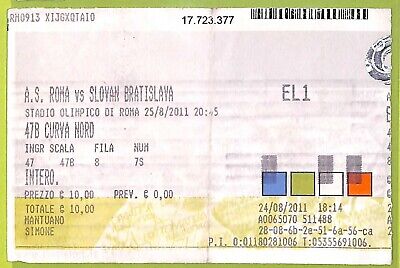 RH0913 XIJGXQTAIO
17.723.377
A.S. ROMA vs SLOVAN BRATISLAVA
EL1
STADIO OLIMPICO DI ROMA 25/8/2011 20:45
47B CURVA NORD
INGR SCALA FILA NUM
47 47B 8 7S
INTERO.
PREZZO € 10,00 PREV. € 0,00
TOTALE € 10,00
24/08/2011 18:14
MANTUANO
A0065070 511488
SIMONE
28-08-6b-2e-51-6a-56-ca
P.I. 0:01180281006 T:05355691006.